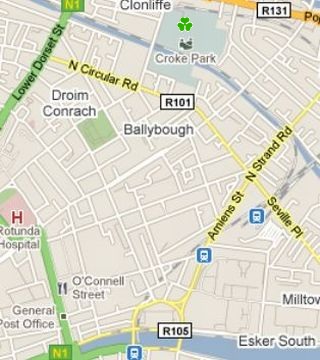 N1
Clonliffe
R131
Croke Park
Lower Dorset St
N Circular Rd
R101
Droim
Conrach
Ballybough
N Strand Rd
Amiens St
Seville Pl
H
Rotunda
Hospital
O'Connell
Street
General
Post Office
Milltow
R105
Esker South
N1